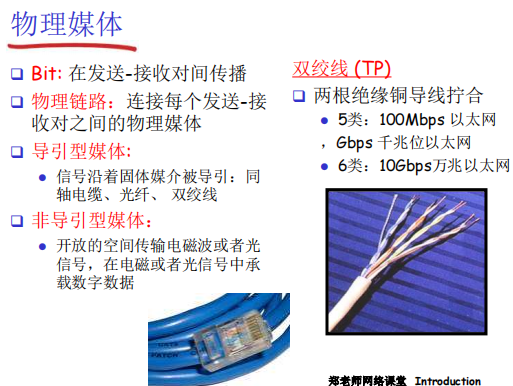 物理媒体
Bit: 在发送-接收对间传播
物理链路：连接每个发送-接
收对之间的物理媒体
导引型媒体:
信号沿着固体媒介被导引：同
轴电缆、光纤、 双绞线
非导引型媒体：
开放的空间传输电磁波或者光
信号，在电磁或者光信号中承
载数字数据
双绞线 (TP)
两根绝缘铜导线拧合
5类：100Mbps 以太网
，Gbps 千兆位以太网
6类：10Gbps万兆以太网
PATCH
郑老师网络课堂 Introduction